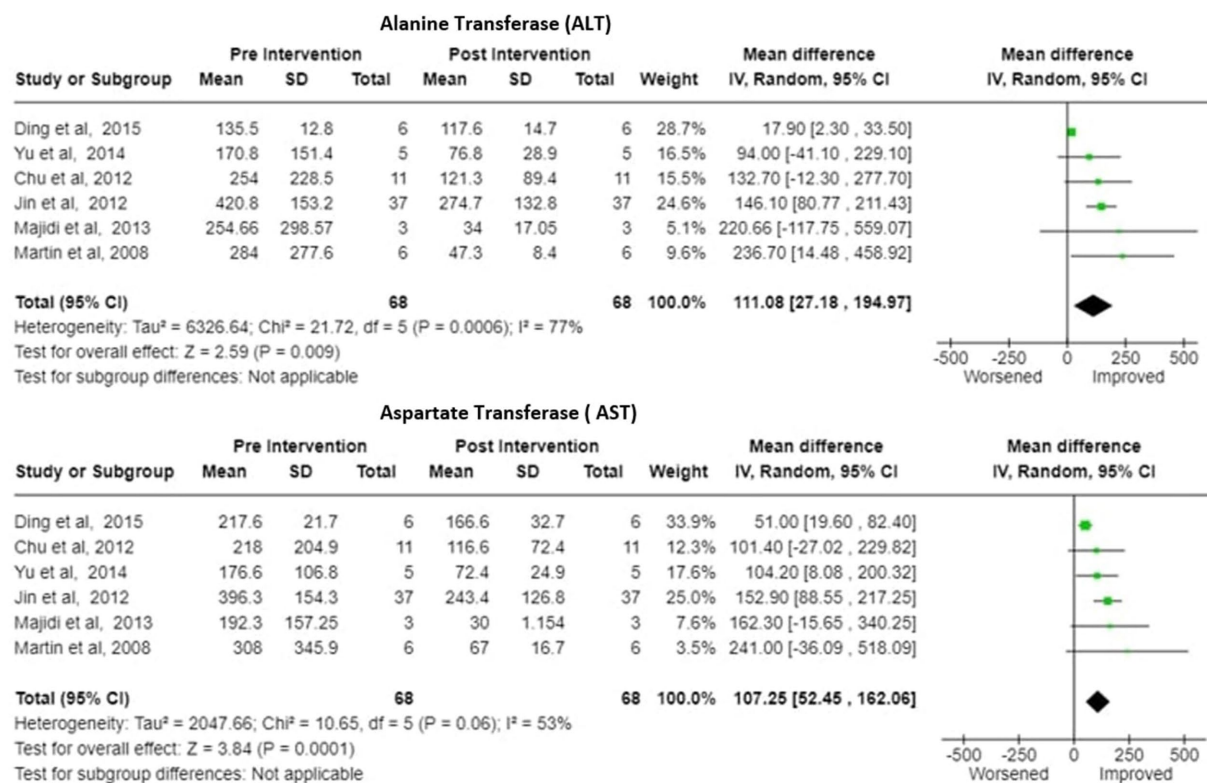 Alanine Transferase (ALT)
Pre Intervention Post Intervention Mean difference Mean difference
Study or Subgroup Mean SD Total Mean SD Total Weight IV, Random, 95% CI IV, Random, 95% CI
Ding et al, 2015 135.5 12.8 6 117.6 14.7 6 28.7% 17.90 [2.30 , 33.50]
Yu et al, 2014 170.8 151.4 5 76.8 28.9 5 16.5% 94.00 [-41.10 , 229.10]
Chu et al, 2012 254 228.5 11 121.3 89.4 11 15.5% 132.70 [-12.30 , 277.70]
Jin et al, 2012 420.8 153.2 37 274.7 132.8 37 24.6% 146.10 [80.77 , 211.43]
Majidi et al, 2013 254.66 298.57 3 34 17.05 3 5.1% 220.66 [-117.75 , 559.07]
Martin et al, 2008 284 277.6 6 47.3 8.4 6 9.6% 236.70 [14.48 , 458.92]
Total (95% CI) 68 68 100.0% 111.08 [27.18 , 194.97]
Heterogeneity: Tau² = 6326.64; Chi² = 21.72, df = 5 (P = 0.0006); I² = 77%
Test for overall effect: Z = 2.59 (P = 0.009)
Test for subgroup differences: Not applicable
-500 -250 0 250 500
Worsened Improved
Aspartate Transferase ( AST)
Pre Intervention Post Intervention Mean difference Mean difference
Study or Subgroup Mean SD Total Mean SD Total Weight IV, Random, 95% CI IV, Random, 95% CI
Ding et al, 2015 217.6 21.7 6 166.6 32.7 6 33.9% 51.00 [19.60 , 82.40]
Chu et al, 2012 218 204.9 11 116.6 72.4 11 12.3% 101.40 [-27.02 , 229.82]
Yu et al, 2014 176.6 106.8 5 72.4 24.9 5 17.6% 104.20 [8.08 , 200.32]
Jin et al, 2012 396.3 154.3 37 243.4 126.8 37 25.0% 152.90 [88.55 , 217.25]
Majidi et al, 2013 192.3 157.25 3 30 1.154 3 7.6% 162.30 [-15.65 , 340.25]
Martin et al, 2008 308 345.9 6 67 16.7 6 3.5% 241.00 [-36.09 , 518.09]
Total (95% CI) 68 68 100.0% 107.25 [52.45 , 162.06]
Heterogeneity: Tau² = 2047.66; Chi² = 10.65, df = 5 (P = 0.06); I² = 53%
Test for overall effect: Z = 3.84 (P = 0.0001)
Test for subgroup differences: Not applicable
-500 -250 0 250 500
Worsened Improved